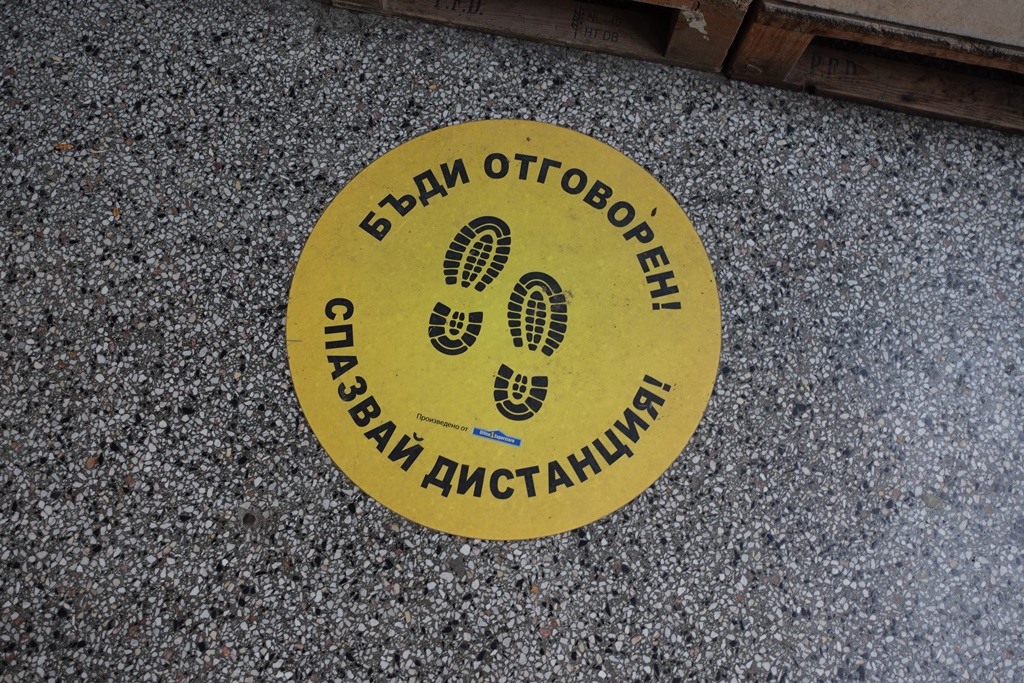 БЪДИ ОТГОВОРЕН!
СПАЗВАЙ ДИСТАНЦИЯ!
Произведено от